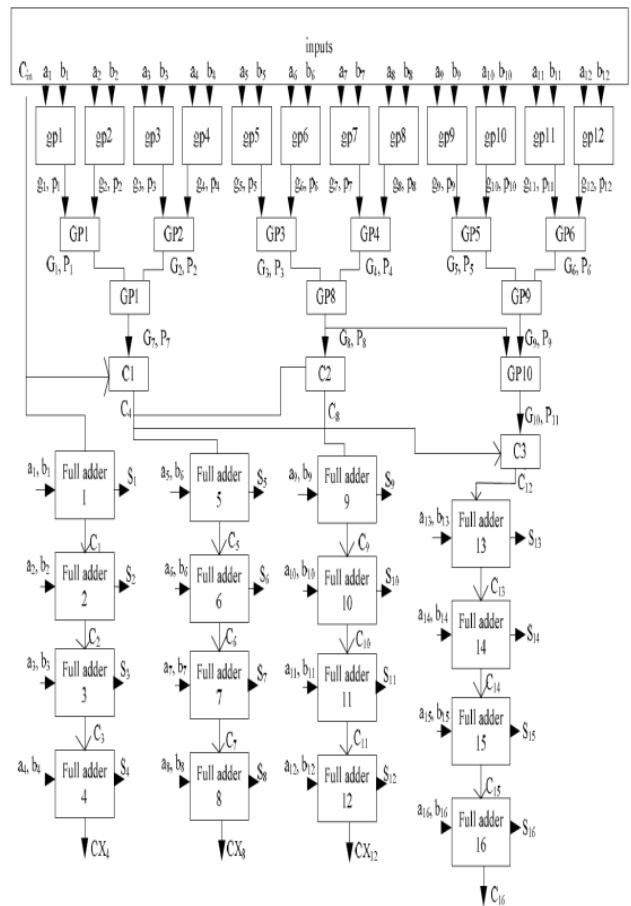 inputs
Cin a1 b1 a2 b2 a3 b3 a4 b4 a5 b5 a6 b6 a7 b7 a8 b8 a9 b9 a10 b10 a11 b11 a12 b12
gp1 gp2 gp3 gp4 gp5 gp6 gp7 gp8 gp9 gp10 gp11 gp12
g1, p1 g2, p2 g3, p3 g4, p4 g5, p5 g6, p6 g7, p7 g8, p8 g9, p9 g10, p10 g11, p11 g12, p12
GP1 GP2 GP3 GP4 GP5 GP6
G1, P1 G2, P2 G3, P3 G4, P4 G5, P5 G6, P6
GP1 GP8 GP9
G7, P7 G8, P8 G9, P9
C1 C2 GP10
C4 C8 G10, P11
C3
C12
a1, b1 Full adder 1 S1
a5, b6 Full adder 5 S5
a9, b9 Full adder 9 S9
a13, b13 Full adder 13 S13
C1 C5 C9 C13
a2, b2 Full adder 2 S2
a6, b6 Full adder 6 S6
a10, b10 Full adder 10 S10
a14, b14 Full adder 14 S14
C2 C6 C10 C14
a3, b3 Full adder 3 S3
a7, b7 Full adder 7 S7
a11, b11 Full adder 11 S11
a15, b15 Full adder 15 S15
C3 C7 C11 C15
a4, b4 Full adder 4 S4
a8, b8 Full adder 8 S8
a12, b12 Full adder 12 S12
a16, b16 Full adder 16 S16
CX4 CX8 CX12 C16